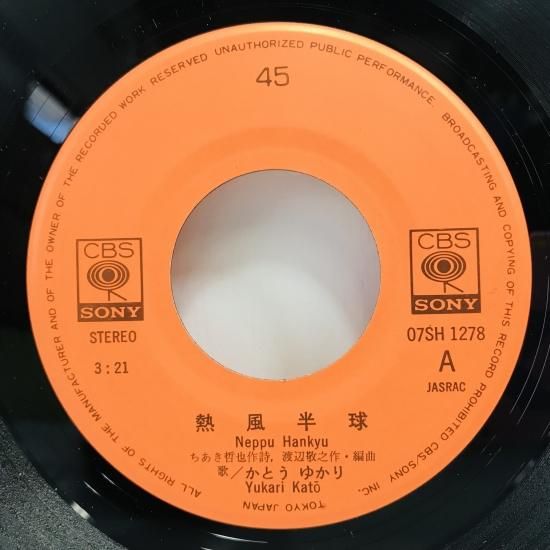 ALL RIGHTS OF THE MANUFACTURER AND OF THE OWNER OF THE RECORDED WORK RESERVED UNAUTHORIZED PUBLIC PERFORMANCE, BROADCASTING AND COPYING OF THIS RECORD PROHIBITED CBS/SONY INC. TOKYO JAPAN
45
CBS
SONY
STEREO
3:21
CBS
SONY
07SH 1278
A
JASRAC
熱風半球
Neppu Hankyu
ちあき哲也作詩, 渡辺敬之作・編曲
歌/かとう ゆかり
Yukari Katō